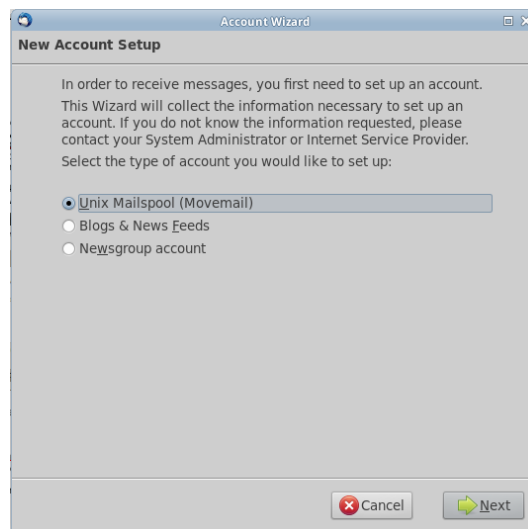 Account Wizard
New Account Setup
In order to receive messages, you first need to set up an account.
This Wizard will collect the information necessary to set up an
account. If you do not know the information requested, please
contact your System Administrator or Internet Service Provider.
Select the type of account you would like to set up:
Unix Mailspool (Movemail)
Blogs & News Feeds
Newsgroup account
Cancel
Next